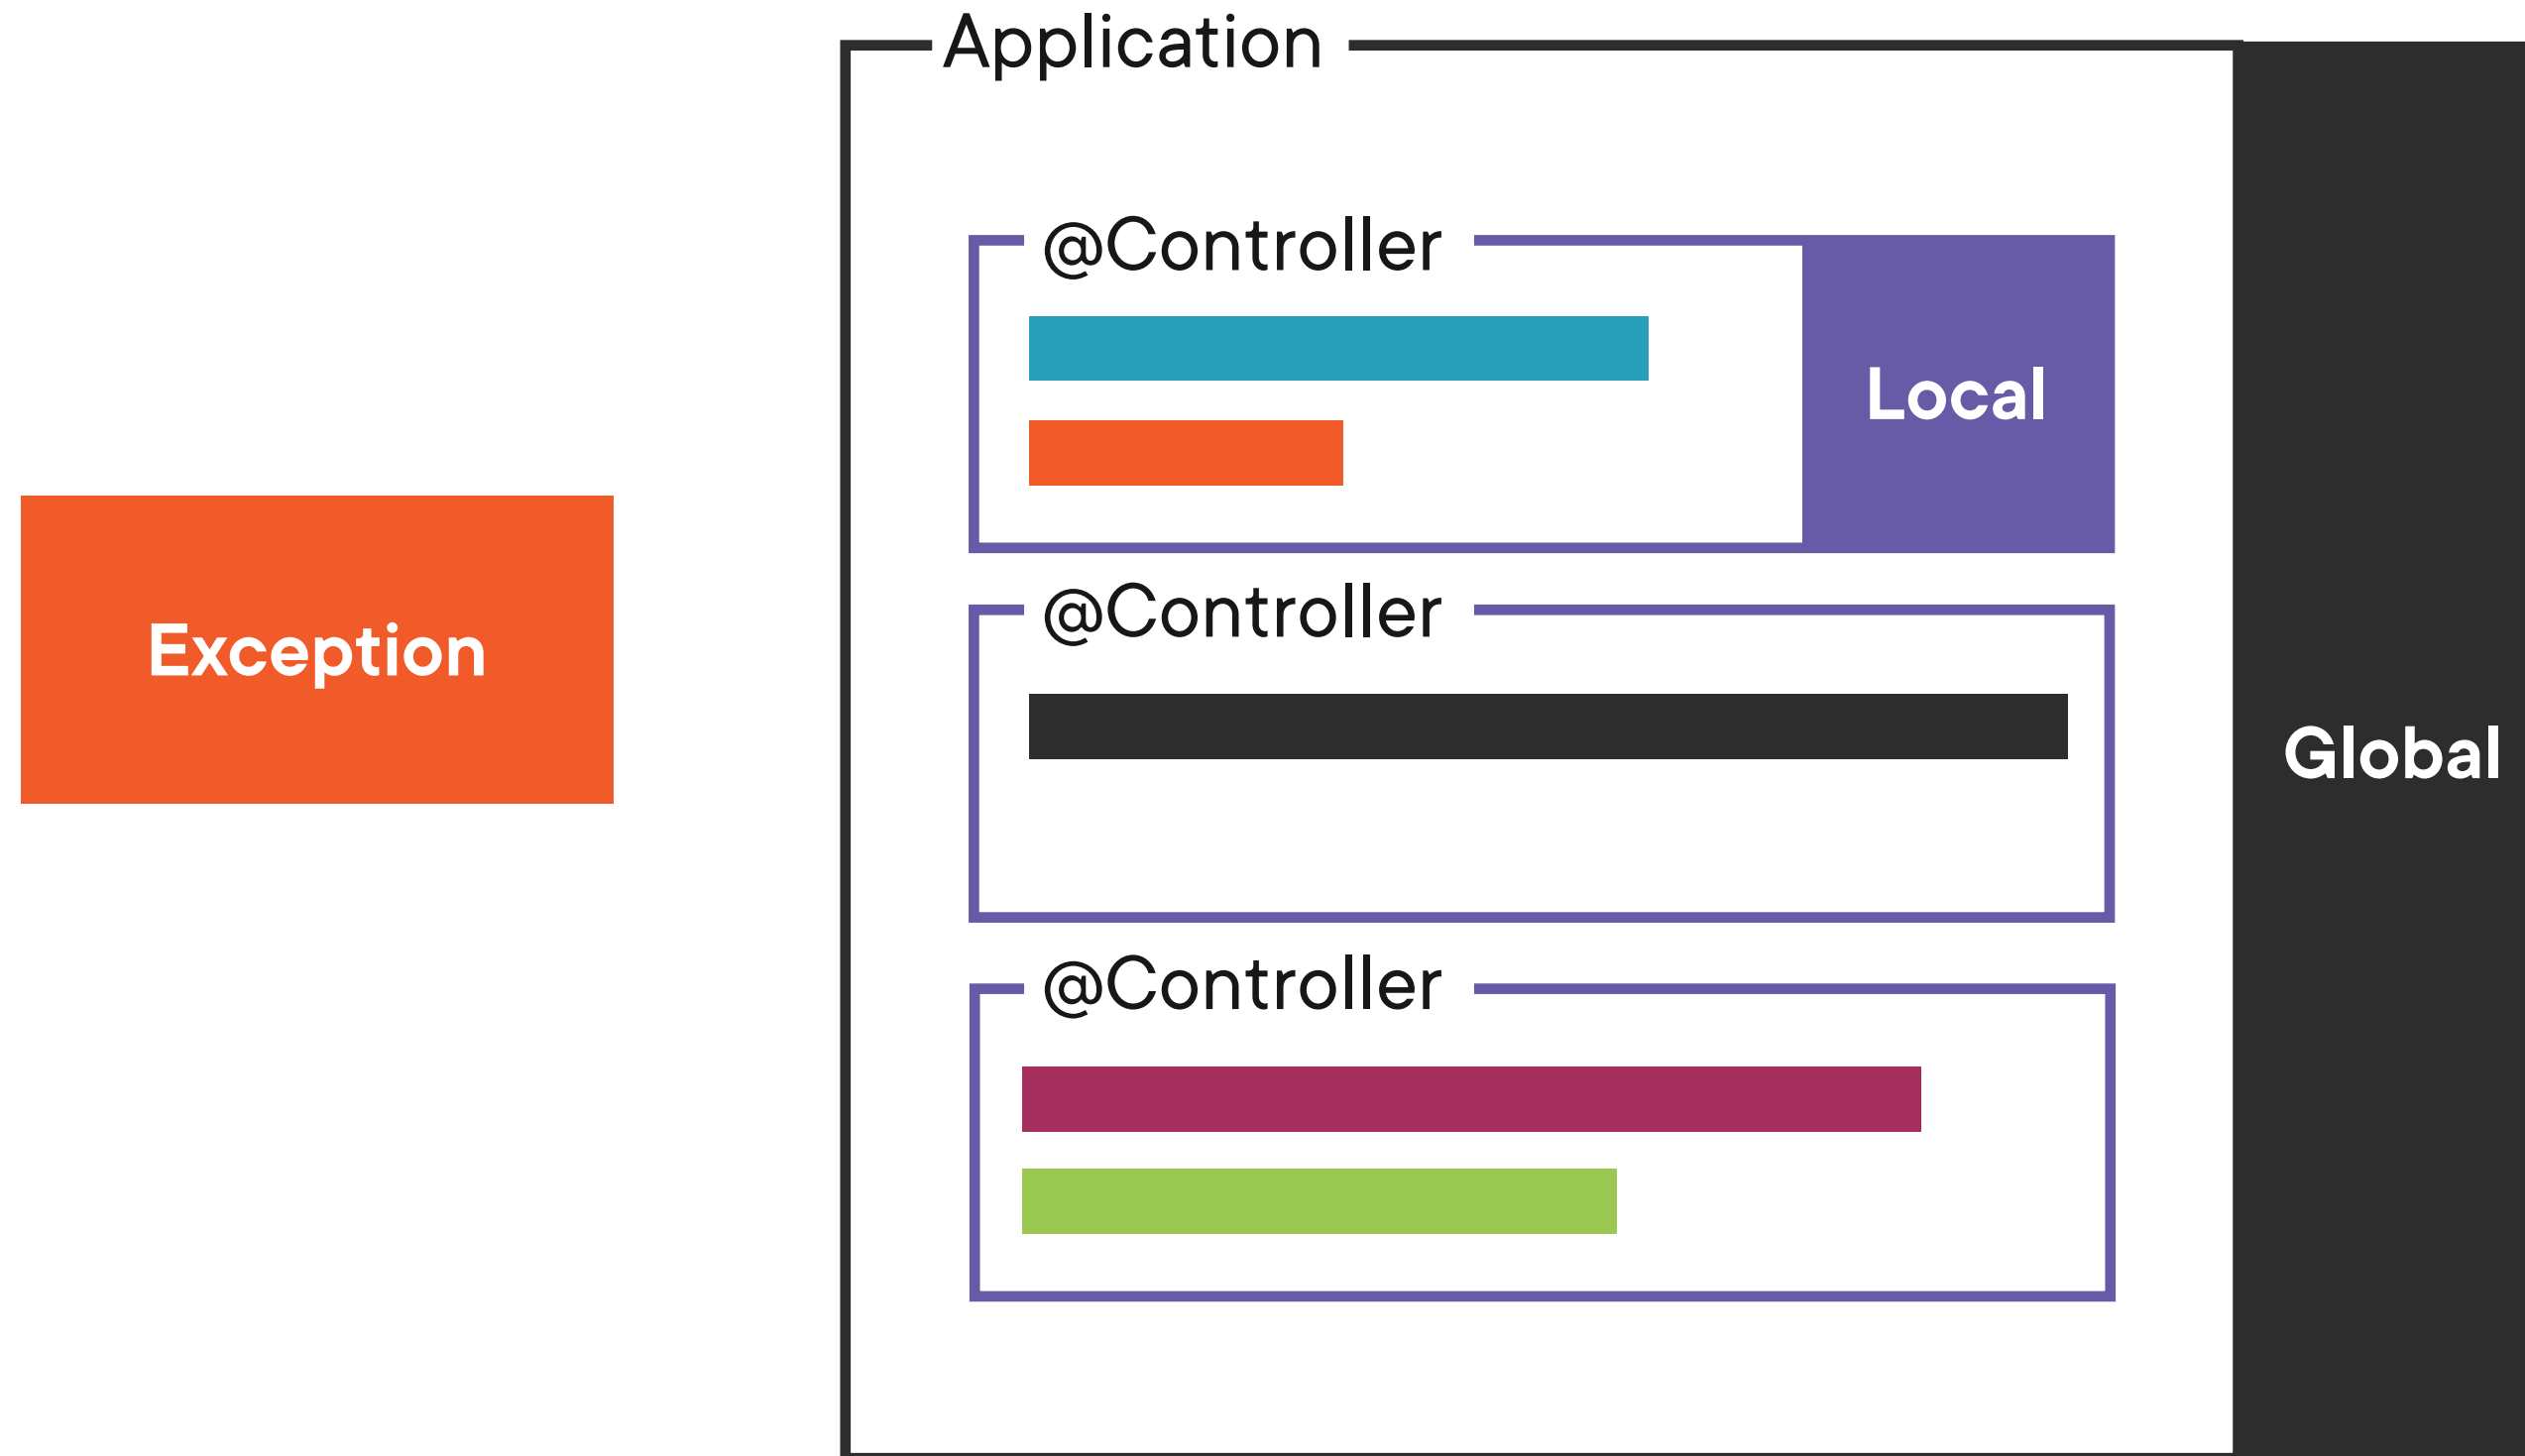 Application
@Controller
Local
Exception
@Controller
Global
@Controller